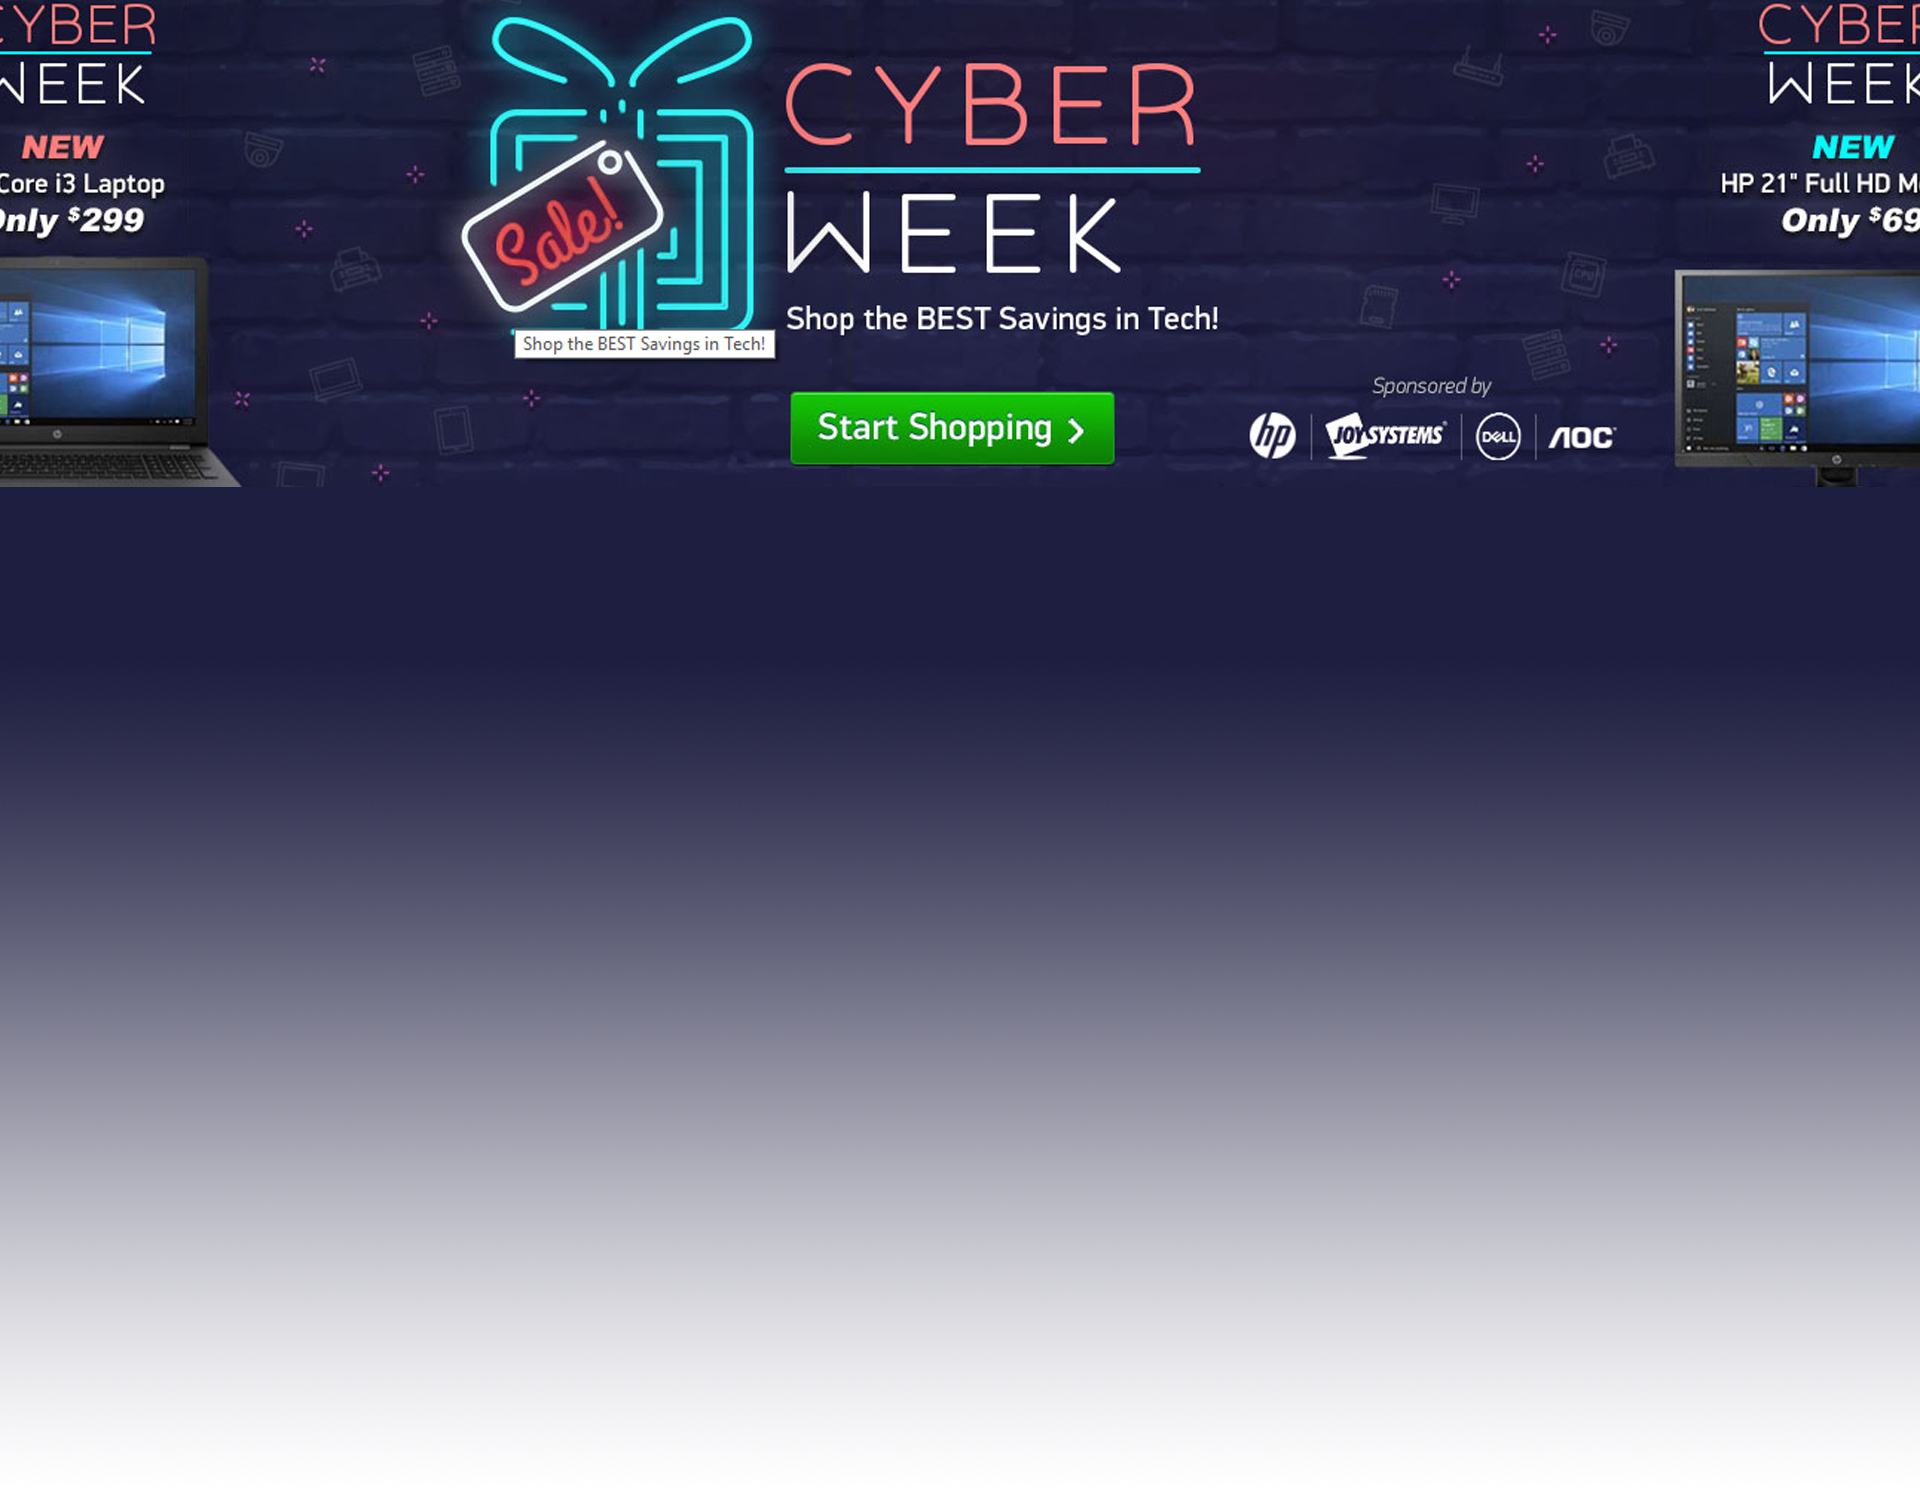 CYBER
WEEK
NEW
Core i3 Laptop
Only $299
Sale!
CYBER
WEEK
Shop the BEST Savings in Tech!
Shop the BEST Savings in Tech!
Start Shopping >
Sponsored by
hp
JOY SYSTEMS
DELL
AOC
CYBER
WEEK
NEW
HP 21" Full HD
Only $69
CPU